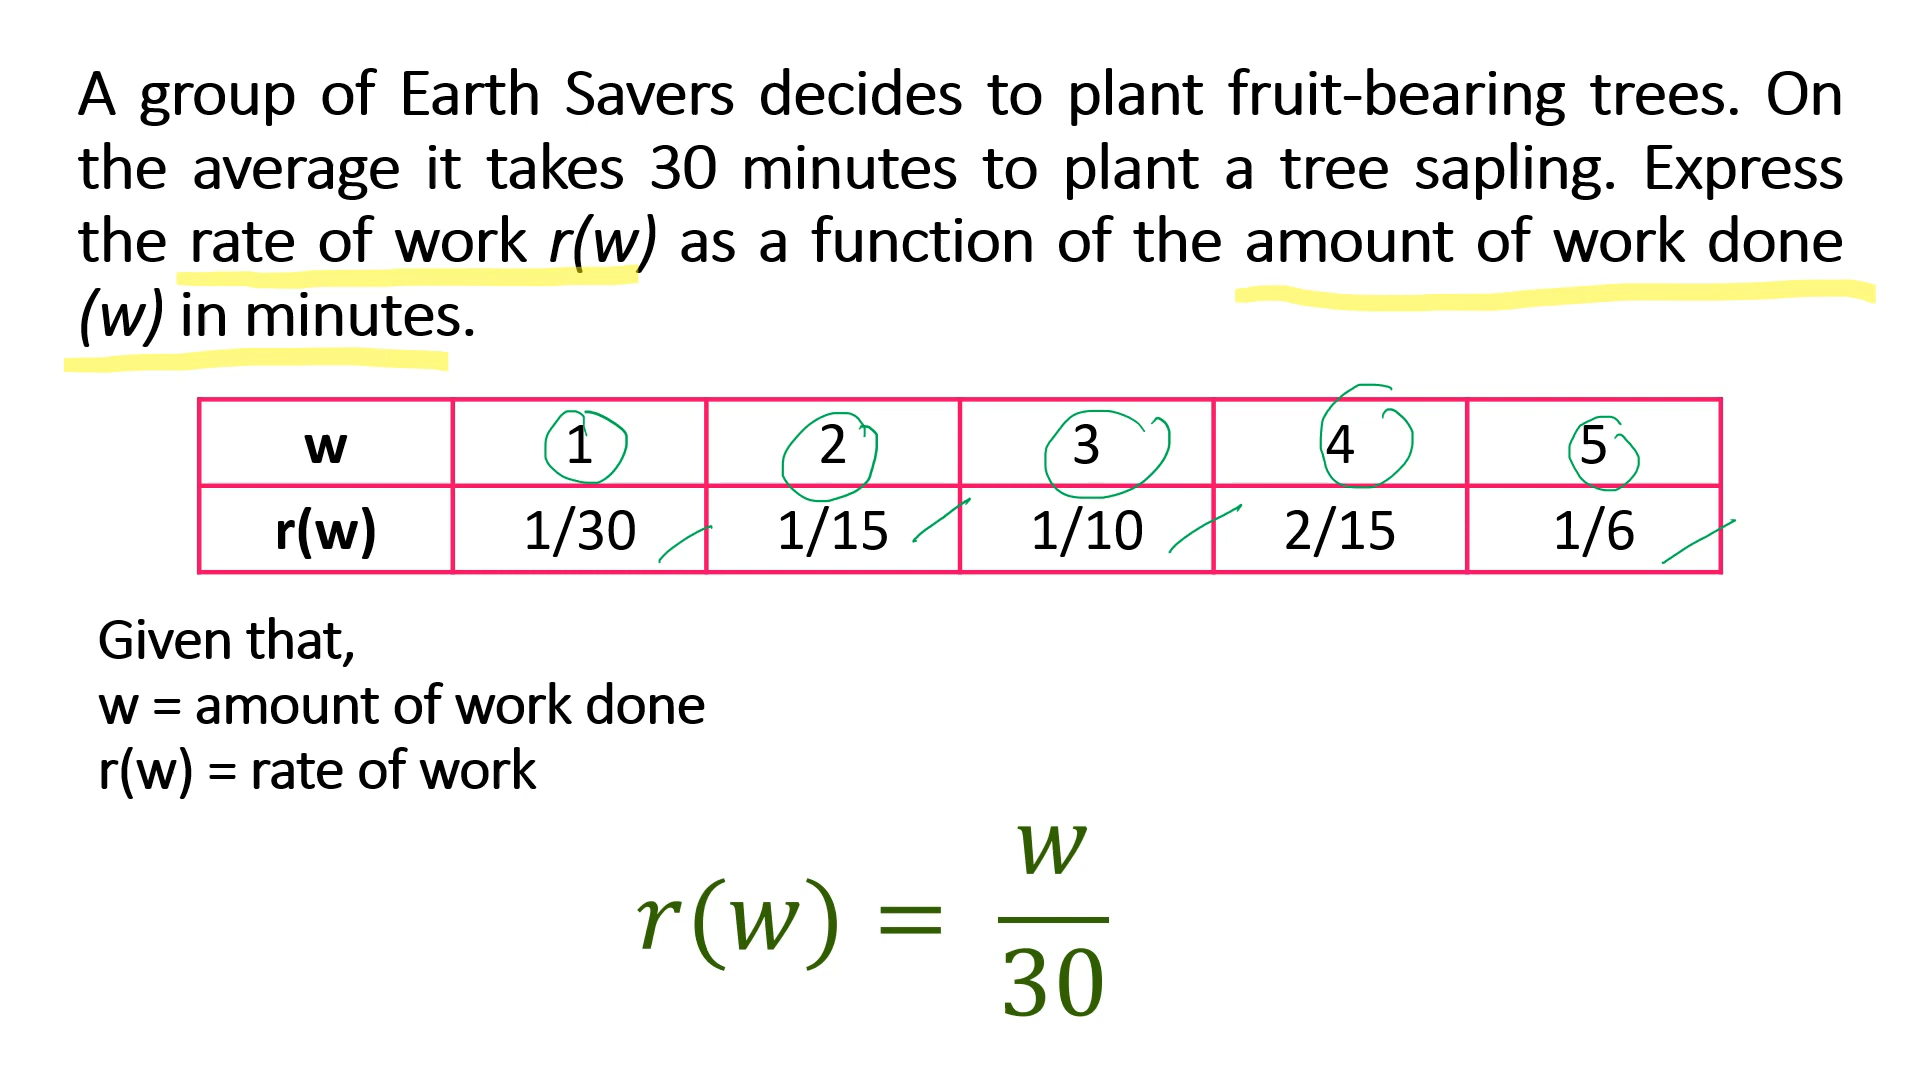 A group of Earth Savers decides to plant fruit-bearing trees. On
the average it takes 30 minutes to plant a tree sapling. Express
the rate of work r(w) as a function of the amount of work done
(w) in minutes.
w 1 2 3 4 5
r(w) 1/30 1/15 1/10 2/15 1/6
Given that,
w = amount of work done
r(w) = rate of work
w
r(w) =
30